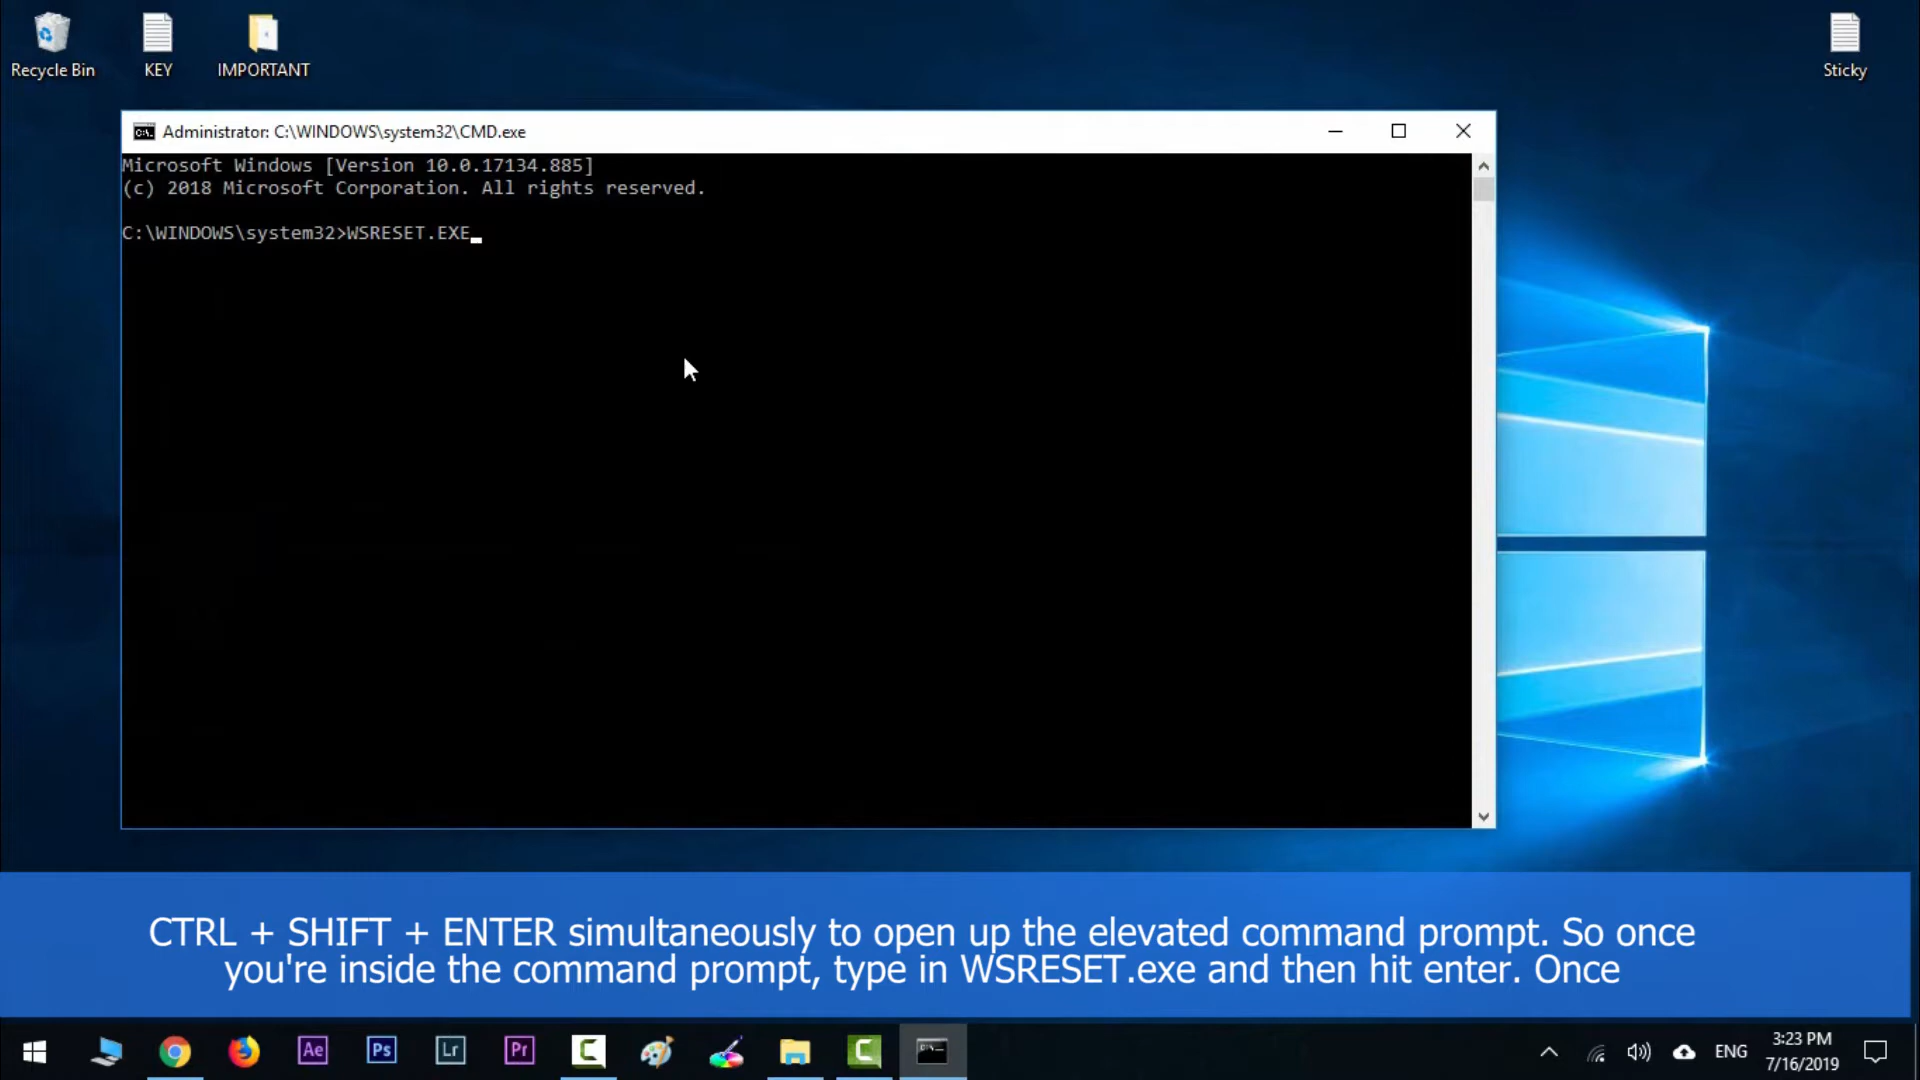 Recycle Bin
KEY
IMPORTANT
Sticky
Administrator: C:\WINDOWS\system32\CMD.exe
Microsoft Windows [Version 10.0.17134.885]
(c) 2018 Microsoft Corporation. All rights reserved.
C:\WINDOWS\system32>WSRESET.EXE
CTRL + SHIFT + ENTER simultaneously to open up the elevated command prompt. So once
you're inside the command prompt, type in WSRESET.exe and then hit enter. Once
Ae
Ps
Lr
Pr
ENG
3:23 PM
7/16/2019